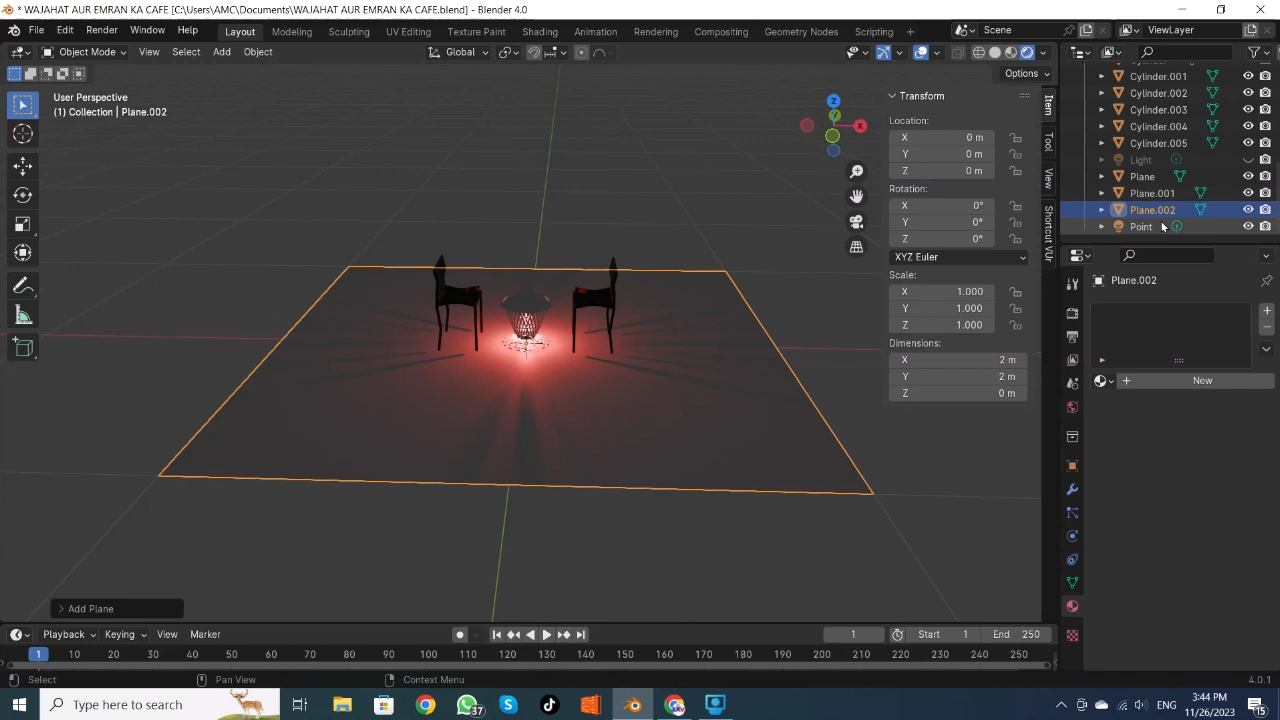 * WAJAHAT AUR EMRAN KA CAFE [C:\Users\AMC\Documents\WAJAHAT AUR EMRAN KA CAFE.blend] - Blender 4.0
File Edit Render Window Help Layout Modeling Sculpting UV Editing Texture Paint Shading Animation Rendering Compositing Geometry Nodes Scripting + Scene ViewLayer
Object Mode View Select Add Object Global
Options
User Perspective
(1) Collection | Plane.002
Z
Y
X
Transform
Location:
X 0 m
Y 0 m
Z 0 m
Rotation:
X 0°
Y 0°
Z 0°
XYZ Euler
Scale:
X 1.000
Y 1.000
Z 1.000
Dimensions:
X 2 m
Y 2 m
Z 0 m
Item
Tool
View
Shortcut VUr
Cylinder.001
Cylinder.002
Cylinder.003
Cylinder.004
Cylinder.005
Light
Plane
Plane.001
Plane.002
Point
Plane.002
New
Add Plane
Playback Keying View Marker 1 Start 1 End 250
1 10 20 30 40 50 60 70 80 90 100 110 120 130 140 150 160 170 180 190 200 210 220 230 240 250
Select Pan View Context Menu 4.0.1
Type here to search
37
ENG
3:44 PM
11/26/2023
15